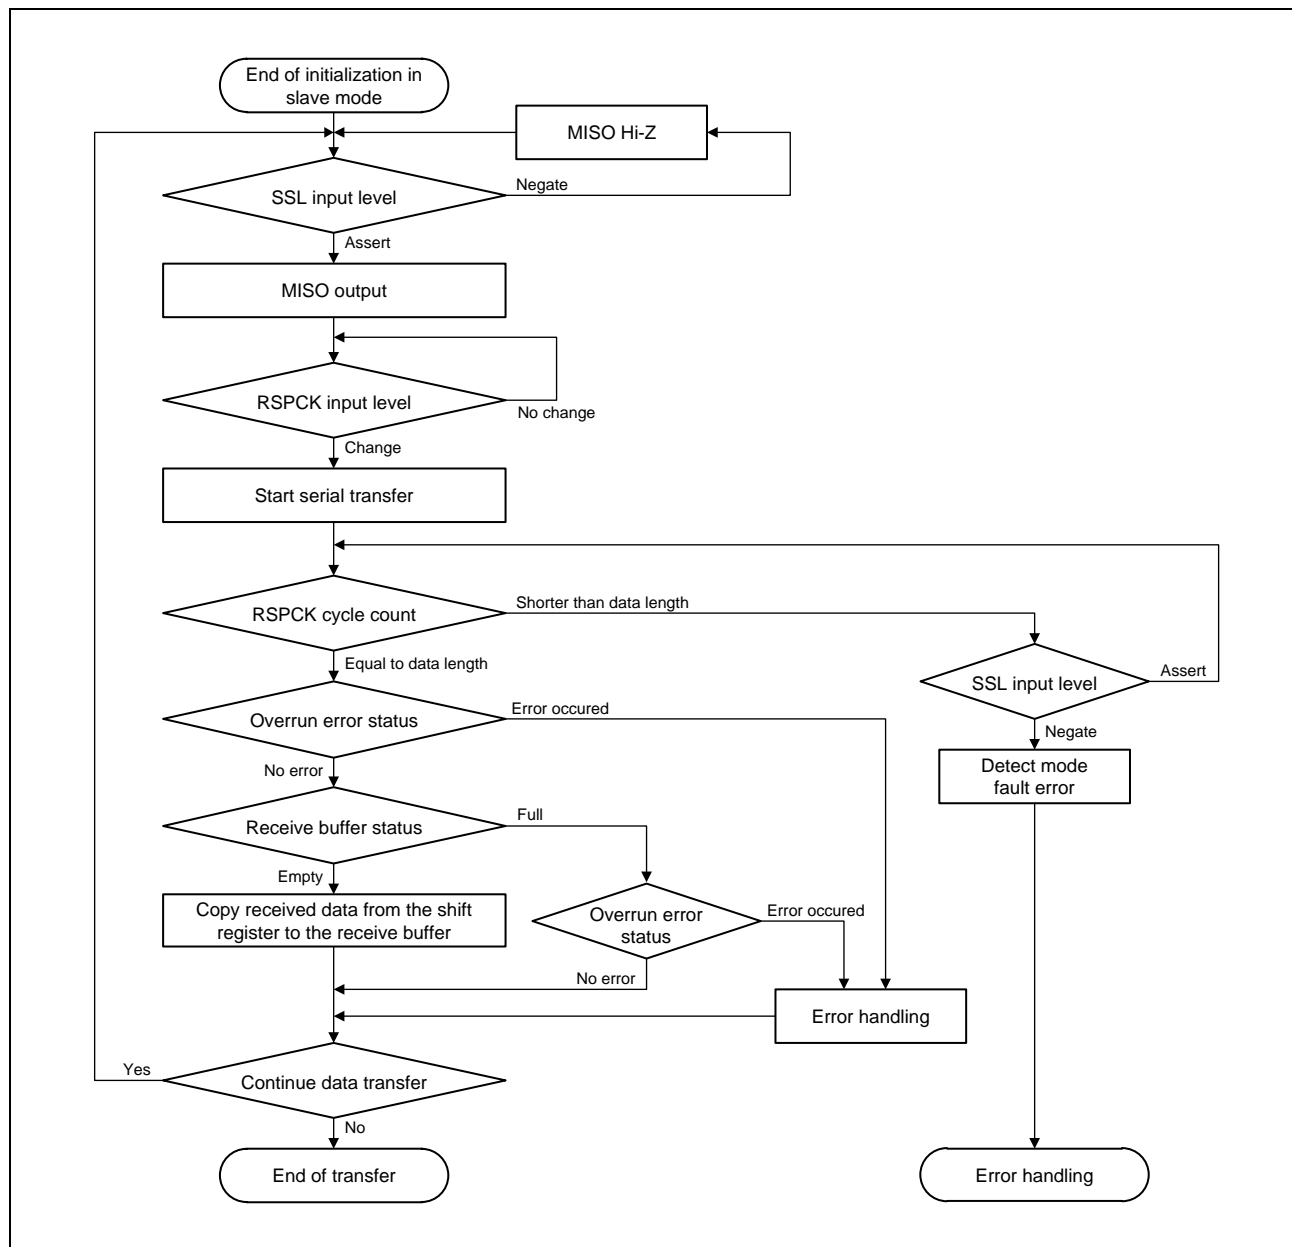 End of initialization in
slave mode
MISO Hi-Z
SSL input level
Negate
Assert
MISO output
RSPCK input level
No change
Change
Start serial transfer
RSPCK cycle count
Shorter than data length
Equal to data length
SSL input level
Assert
Negate
Overrun error status
Error occured
No error
Detect mode
fault error
Receive buffer status
Full
Empty
Copy received data from the shift
register to the receive buffer
Overrun error
status
Error occured
No error
Error handling
Yes
Continue data transfer
No
End of transfer
Error handling